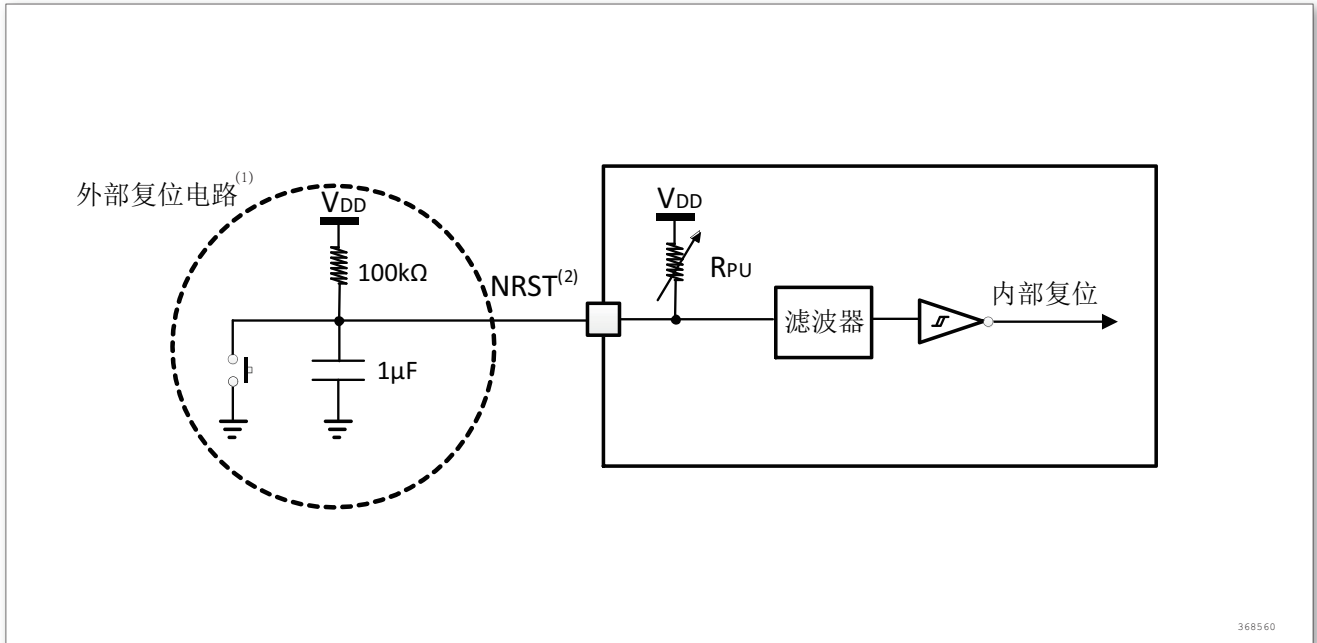 外部复位电路(1)
VDD
100kΩ
1μF
NRST(2)
VDD
RPU
滤波器
内部复位
368560